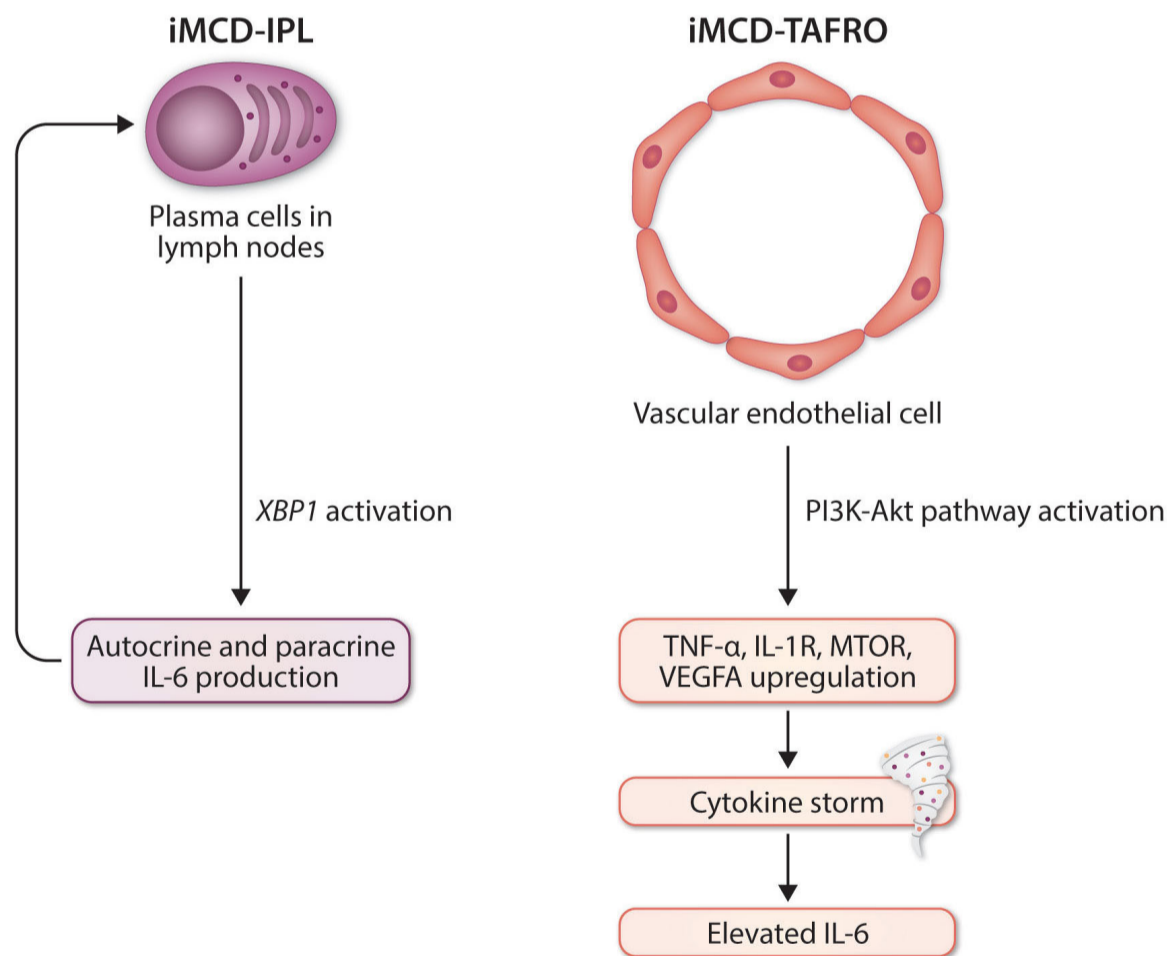 iMCD-IPL
Plasma cells in
lymph nodes
XBP1 activation
Autocrine and paracrine
IL-6 production
iMCD-TAFRO
Vascular endothelial cell
PI3K-Akt pathway activation
TNF-α, IL-1R, MTOR,
VEGFA upregulation
Cytokine storm
Elevated IL-6